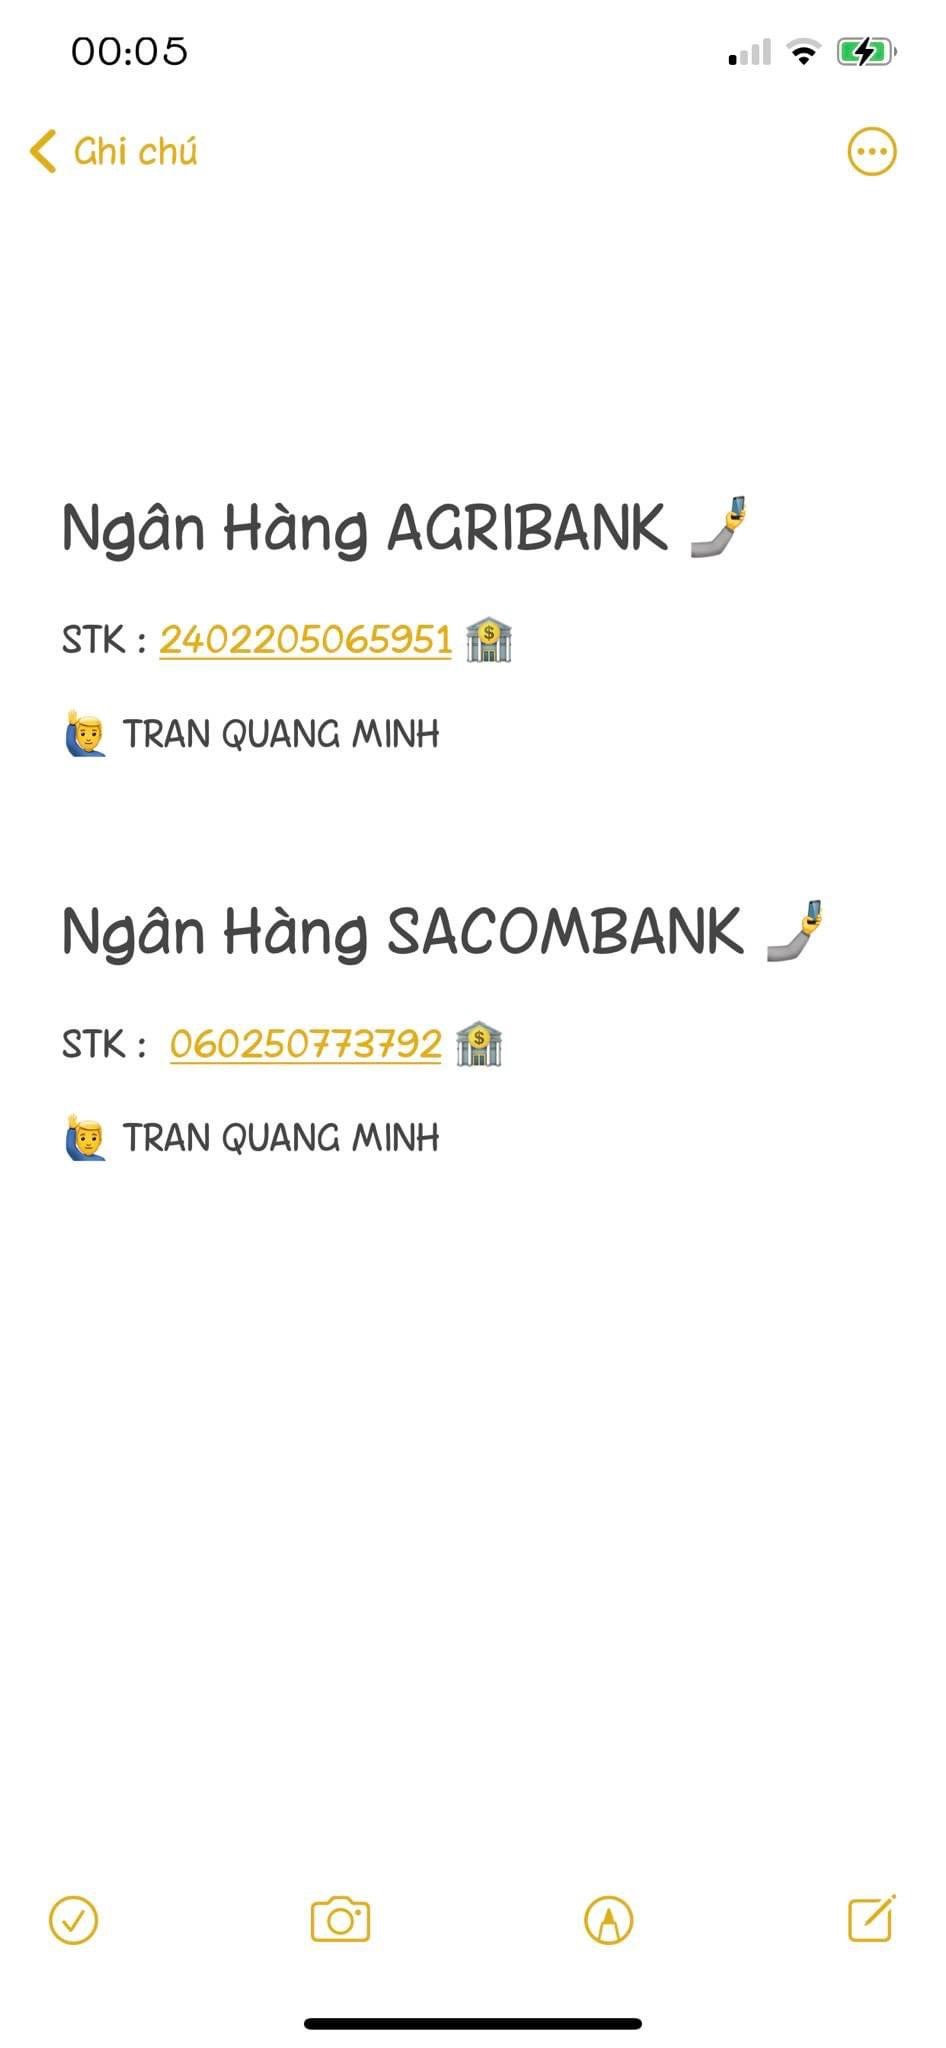 00:05
Ghi chú
Ngân Hàng AGRIBANK
STK : 2402205065951
TRAN QUANG MINH
Ngân Hàng SACOMBANK
STK : 060250773792
TRAN QUANG MINH